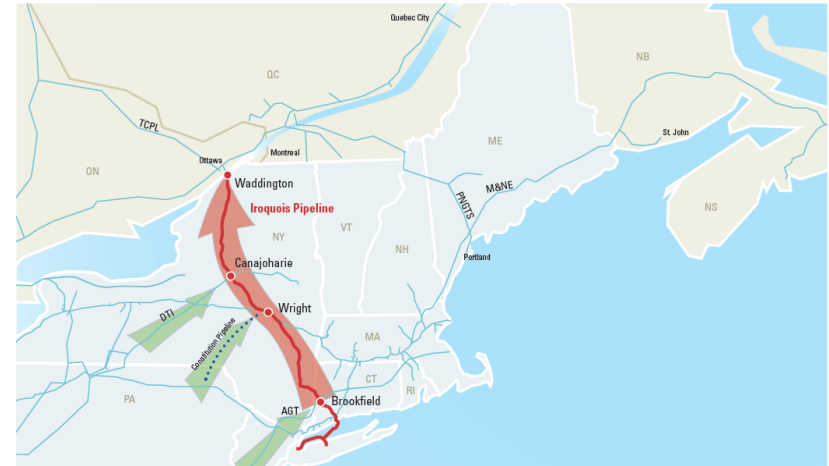 Quebec City
QC
NB
TCPL
St. John
ME
Ottawa
Montreal
ON
Waddington
M&NE
PNGTS
Iroquois Pipeline
NS
VT
NY
NH
Portland
Canajoharie
Wright
DTI
Constitution Pipeline
MA
CT
RI
PA
Brookfield
AGT